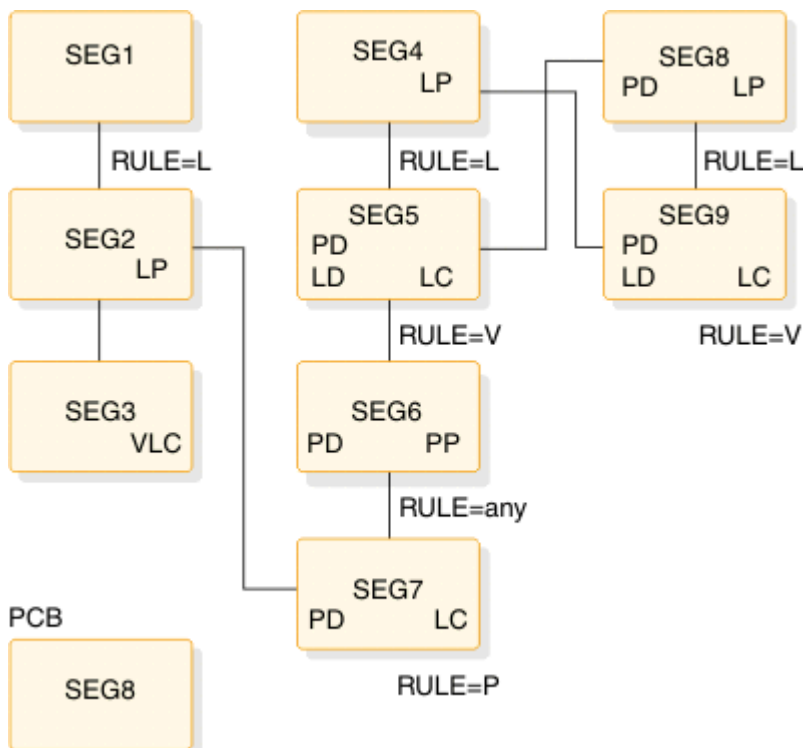 SEG1
RULE=L
SEG2
LP
SEG3
VLC
PCB
SEG8
SEG4
LP
RULE=L
SEG5
PD
LD LC
RULE=V
SEG6
PD PP
RULE=any
SEG7
PD LC
RULE=P
SEG8
PD LP
RULE=L
SEG9
PD
LD LC
RULE=V